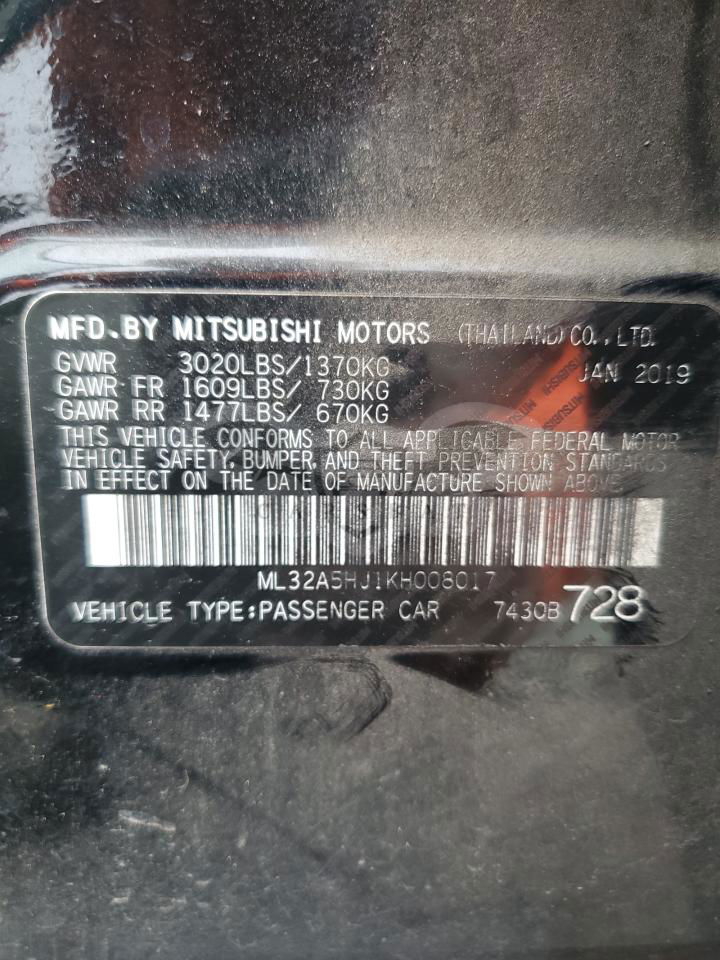 MFD.BY MITSUBISHI MOTORS (THAILAND)CO.,LTD.
GVWR 3020LBS/1370KG JAN 2019
GAWR FR 1609LBS/ 730KG
GAWR RR 1477LBS/ 670KG
THIS VEHICLE CONFORMS TO ALL APPLICABLE FEDERAL MOTOR
VEHICLE SAFETY, BUMPER, AND THEFT PREVENTION STANDARDS
IN EFFECT ON THE DATE OF MANUFACTURE SHOWN ABOVE
ML32A5HJ1KH008017
VEHICLE TYPE:PASSENGER CAR 7430B 728